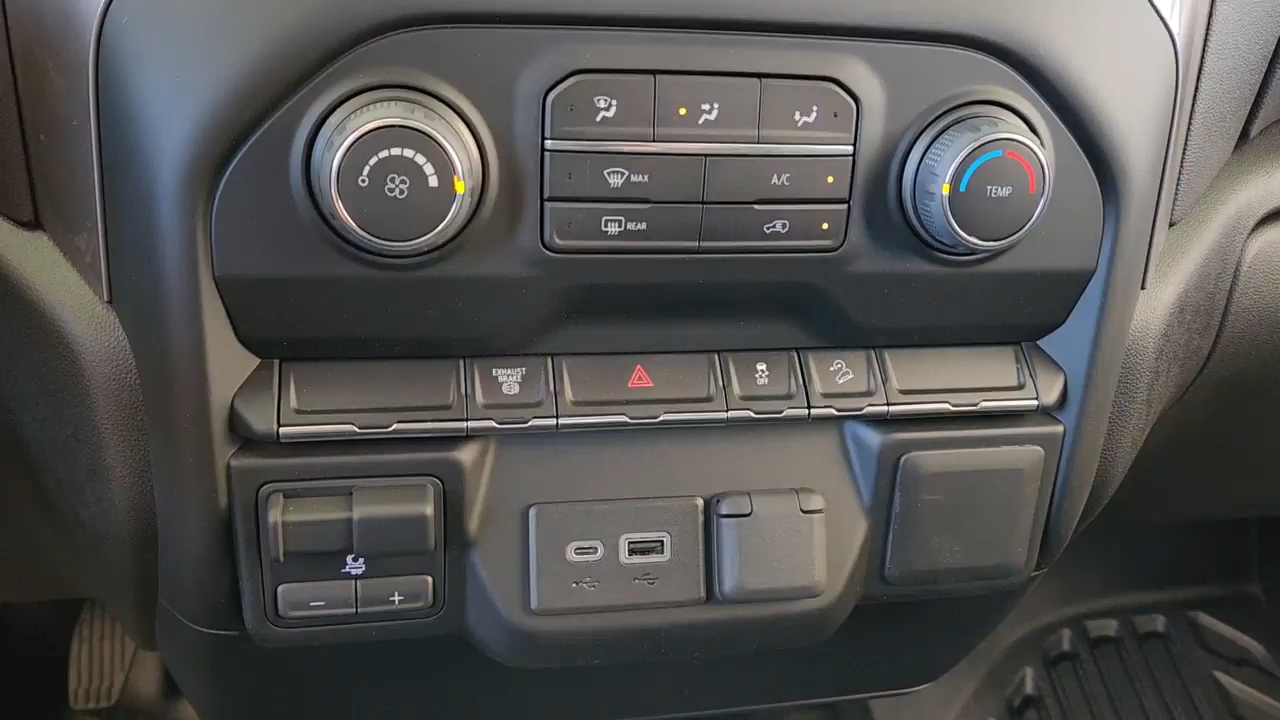 MAX
A/C
TEMP
REAR
EXHAUST
BRAKE
OFF
− +